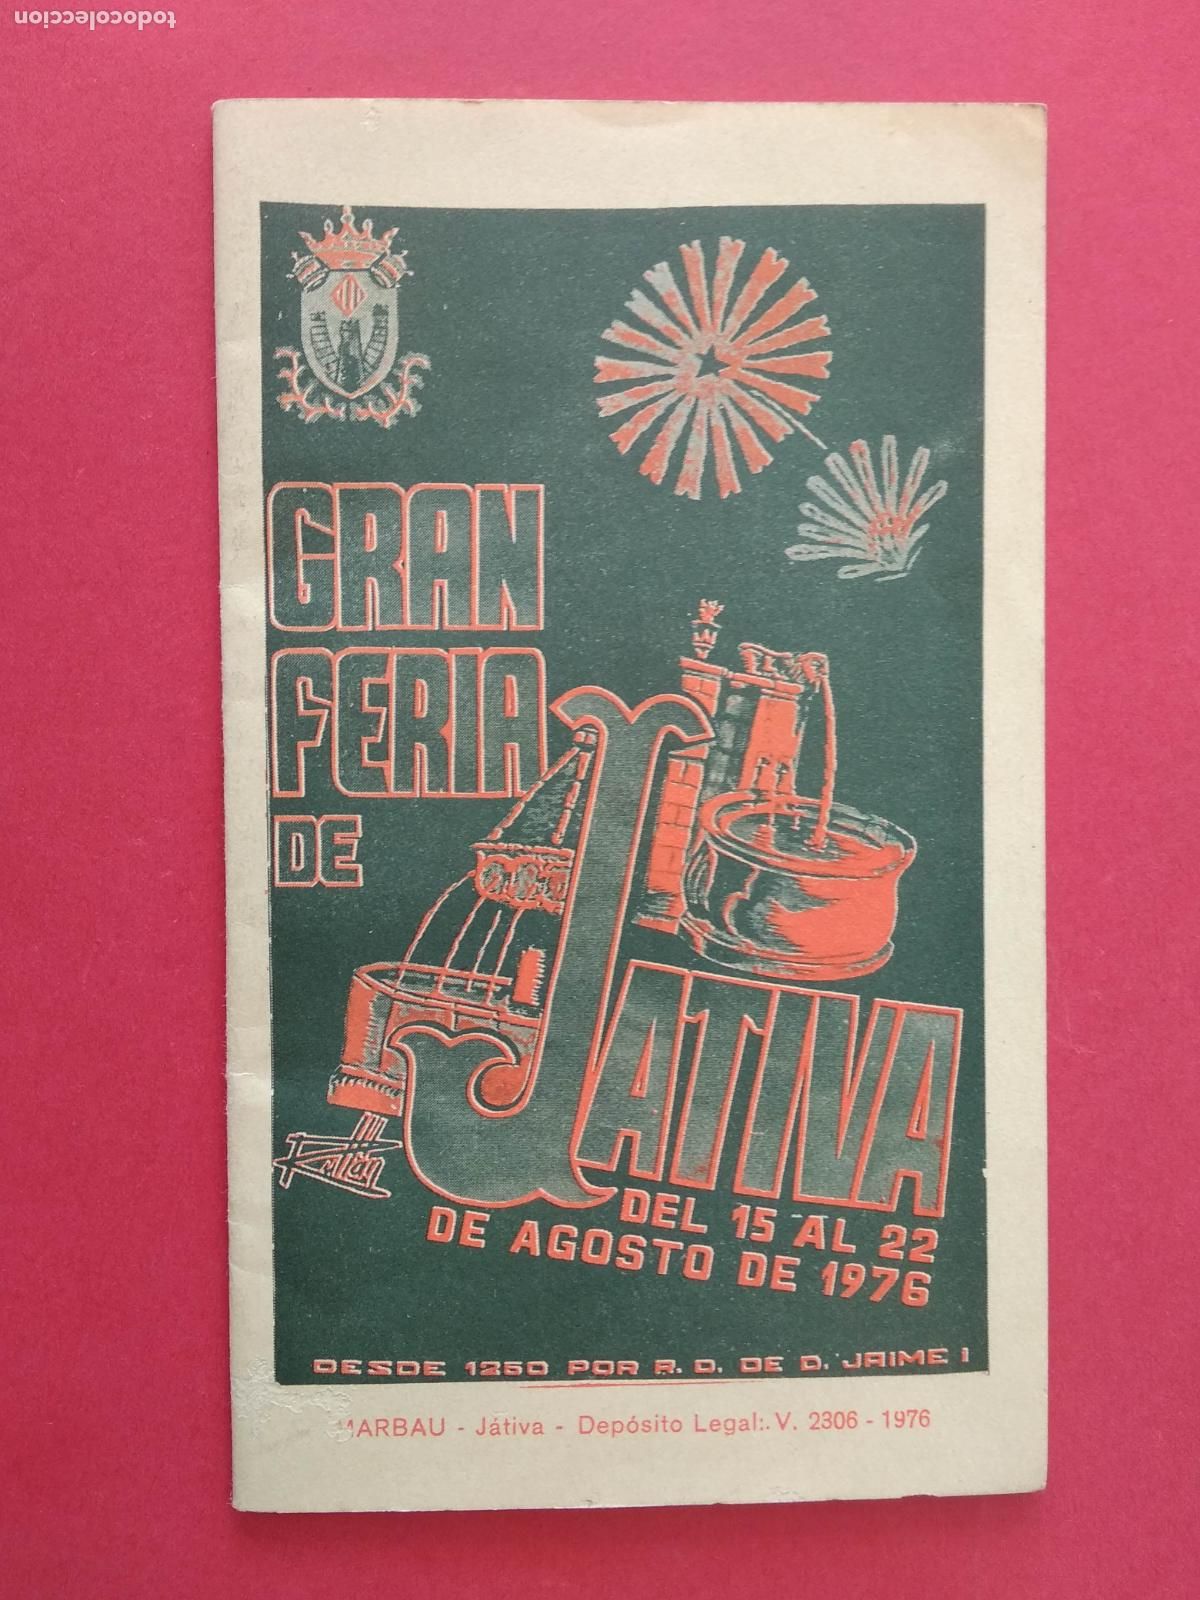 todocoleccion
GRAN
FERIA
DE
JATIVA
DEL 15 AL 22
DE AGOSTO DE 1976
DESDE 1250 POR R. D. DE D. JAIME I
MARBAU - Játiva - Depósito Legal:. V. 2306 - 1976